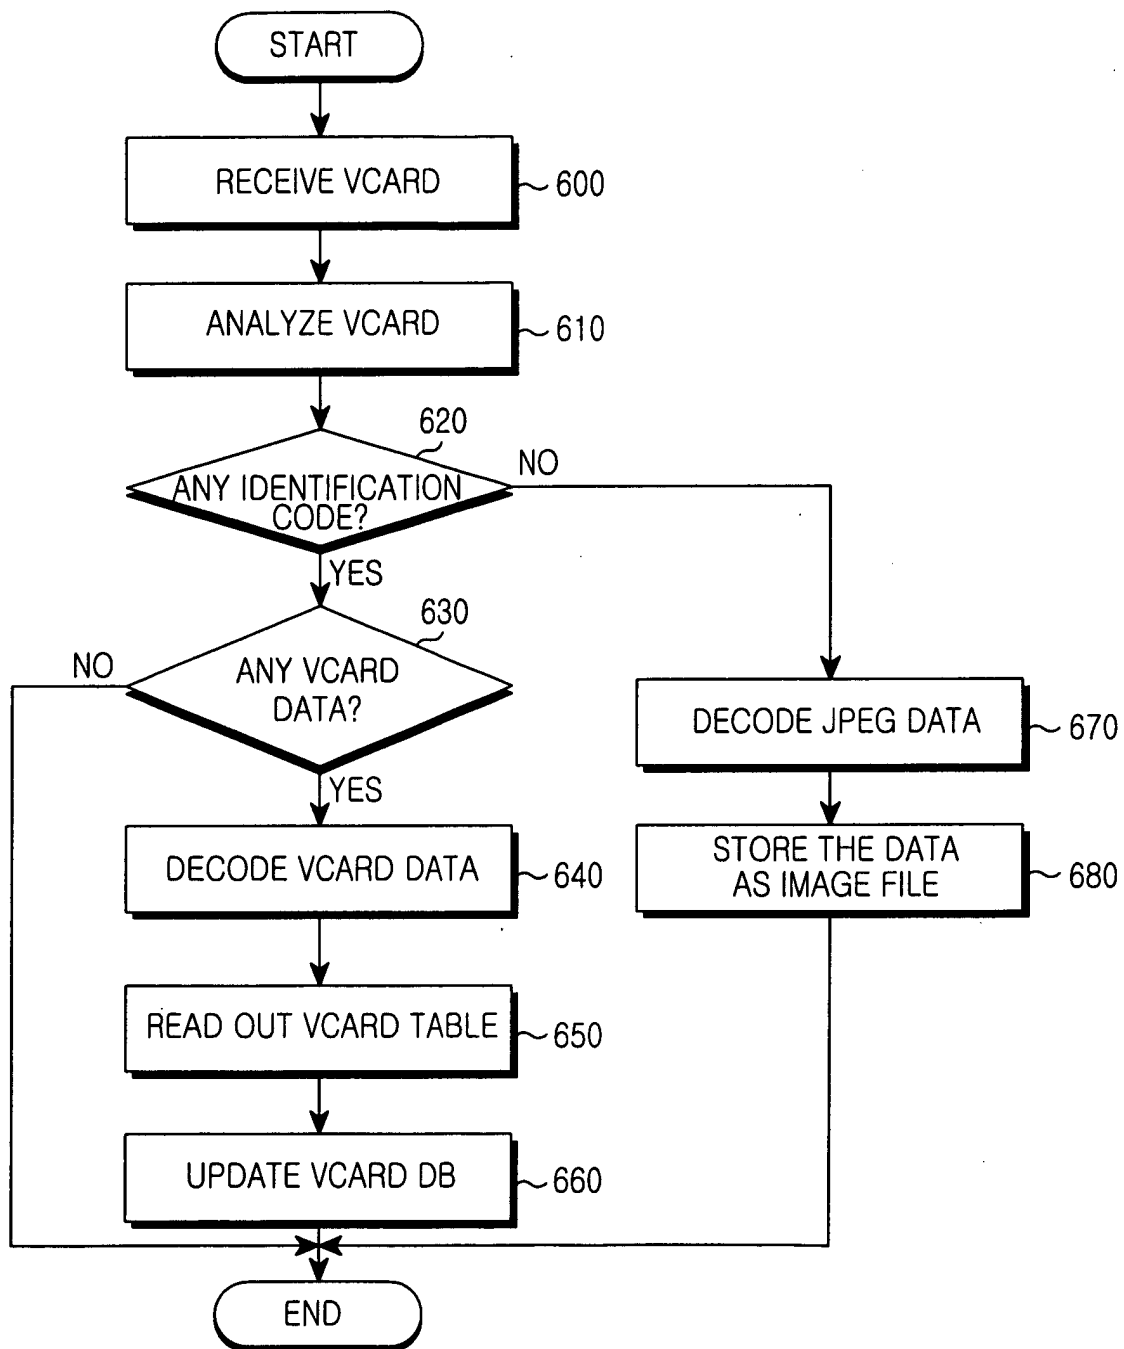 START
RECEIVE VCARD
600
ANALYZE VCARD
610
620
NO
ANY IDENTIFICATION
CODE?
YES
630
NO
ANY VCARD
DATA?
YES
DECODE JPEG DATA
670
DECODE VCARD DATA
640
STORE THE DATA
AS IMAGE FILE
680
READ OUT VCARD TABLE
650
UPDATE VCARD DB
660
END